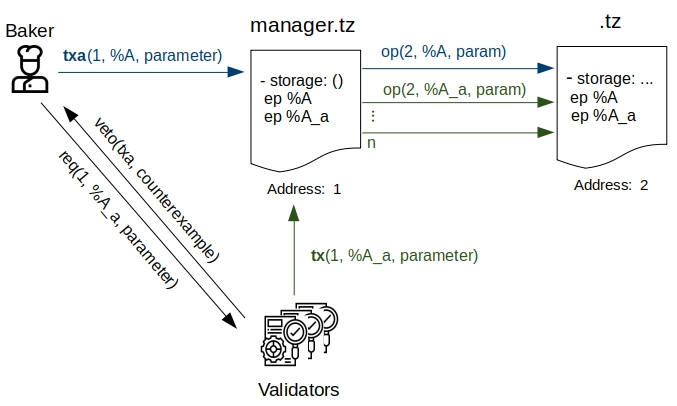 Baker
manager.tz
.tz
txa(1, %A, parameter)
op(2, %A, param)
- storage: ()
ep %A
ep %A_a
op(2, %A_a, param)
⋮
n
- storage: ...
ep %A
ep %A_a
Address: 1
Address: 2
veto(txa, counterexample)
req(1, %A_a, parameter)
tx(1, %A_a, parameter)
Validators